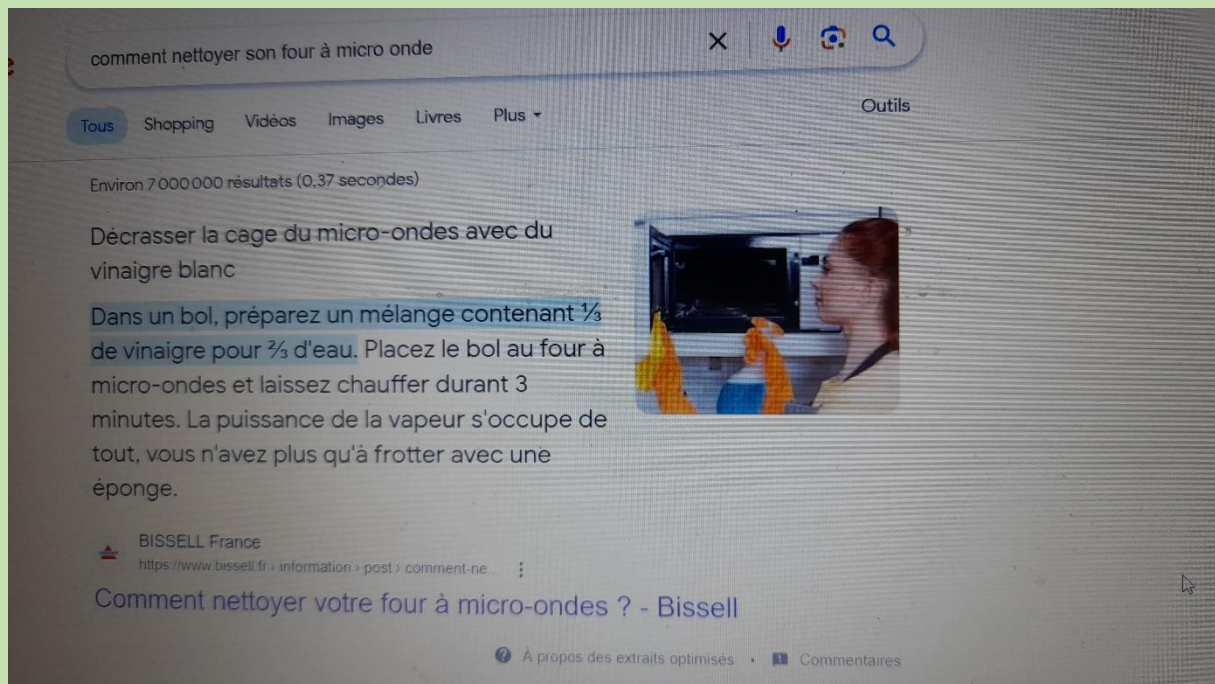 comment nettoyer son four à micro onde
Tous Shopping Vidéos Images Livres Plus Outils
Environ 7 000 000 résultats (0,37 secondes)
Décrasser la cage du micro-ondes avec du
vinaigre blanc
Dans un bol, préparez un mélange contenant ⅓
de vinaigre pour ⅔ d'eau. Placez le bol au four à
micro-ondes et laissez chauffer durant 3
minutes. La puissance de la vapeur s'occupe de
tout, vous n'avez plus qu'à frotter avec une
éponge.
BISSELL France
https://www.bissell.fr › information › post › comment-ne...
Comment nettoyer votre four à micro-ondes ? - Bissell
À propos des extraits optimisés • Commentaires